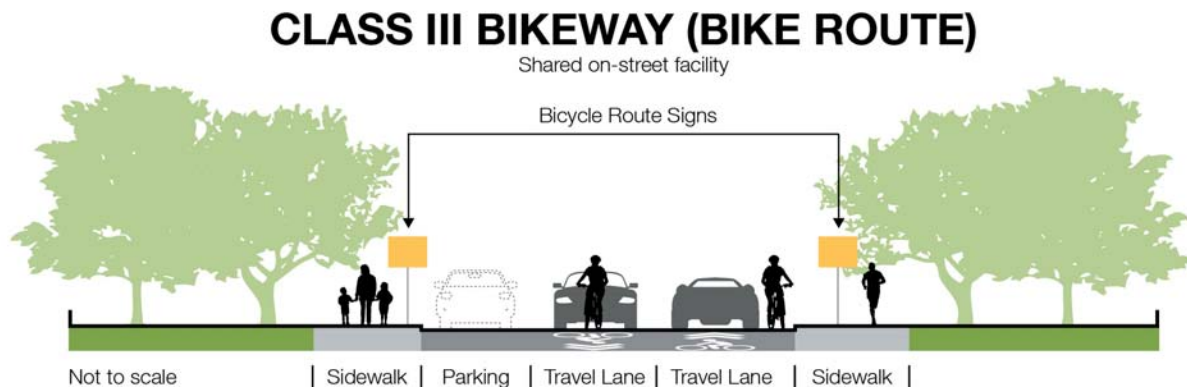 CLASS III BIKEWAY (BIKE ROUTE)
Shared on-street facility
Bicycle Route Signs
Not to scale
Sidewalk
Parking
Travel Lane
Travel Lane
Sidewalk